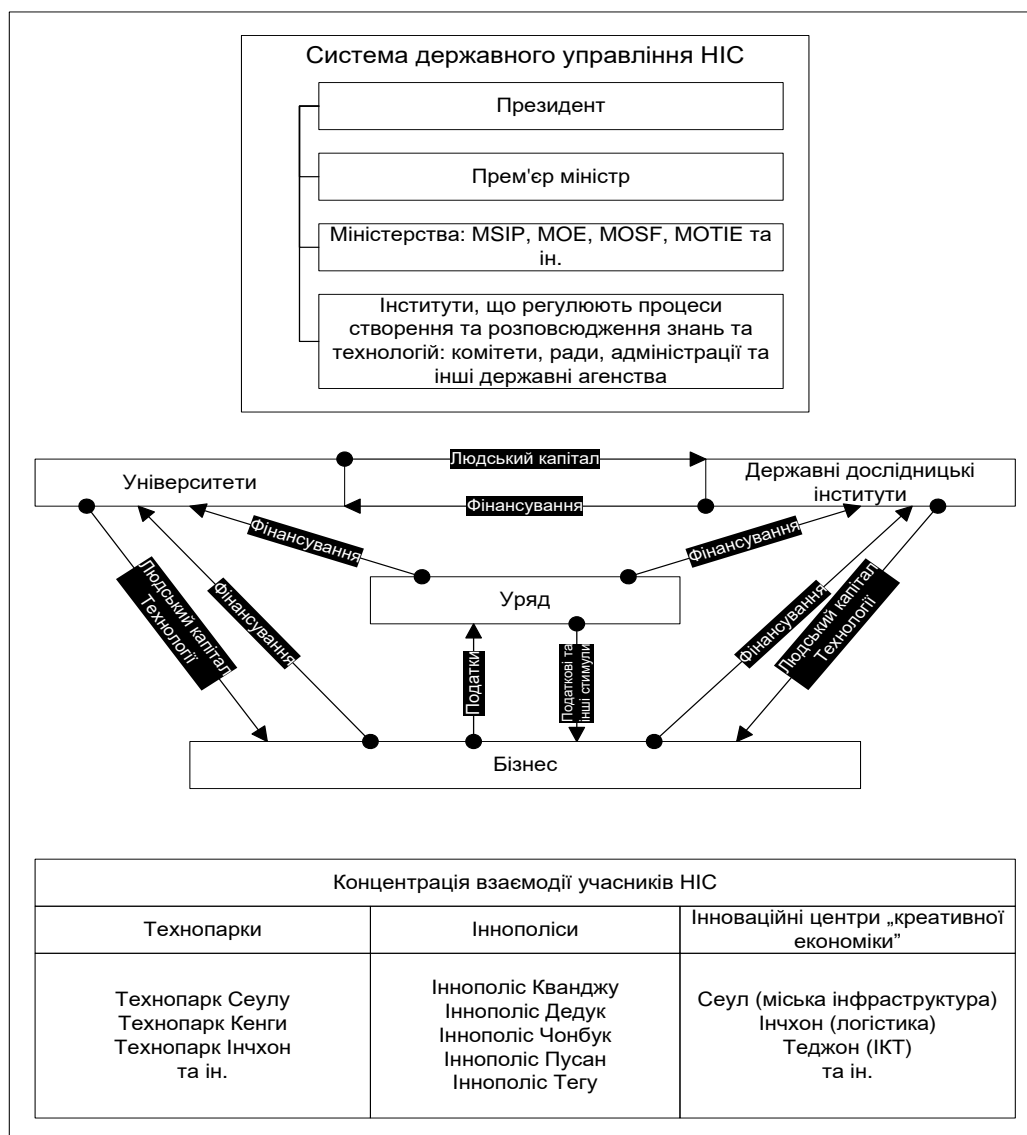 Система державного управління НІС
Президент
Прем'єр міністр
Міністерства: MSIP, MOE, MOSF, MOTIE та
ін.
Інститути, що регулюють процеси
створення та розповсюдження знань та
технологій: комітети, ради, адміністрації та
інші державні агенства
Людський капітал
Університети
Державні дослідницькі
інститути
Фінансування
Фінансування
Фінансування
Уряд
Людський капітал
Технології
Фінансування
Податки
Податкові та
інші стимули
Фінансування
Людський капітал
Технології
Бізнес
Концентрація взаємодії учасників НІС
Технопарки
Іннополіси
Інноваційні центри „креативної
економіки”
Технопарк Сеулу
Технопарк Кенги
Технопарк Інчхон
та ін.
Іннополіс Кванджу
Іннополіс Дедук
Іннополіс Чонбук
Іннополіс Пусан
Іннополіс Тегу
Сеул (міська інфраструктура)
Інчхон (логістика)
Теджон (ІКТ)
та ін.